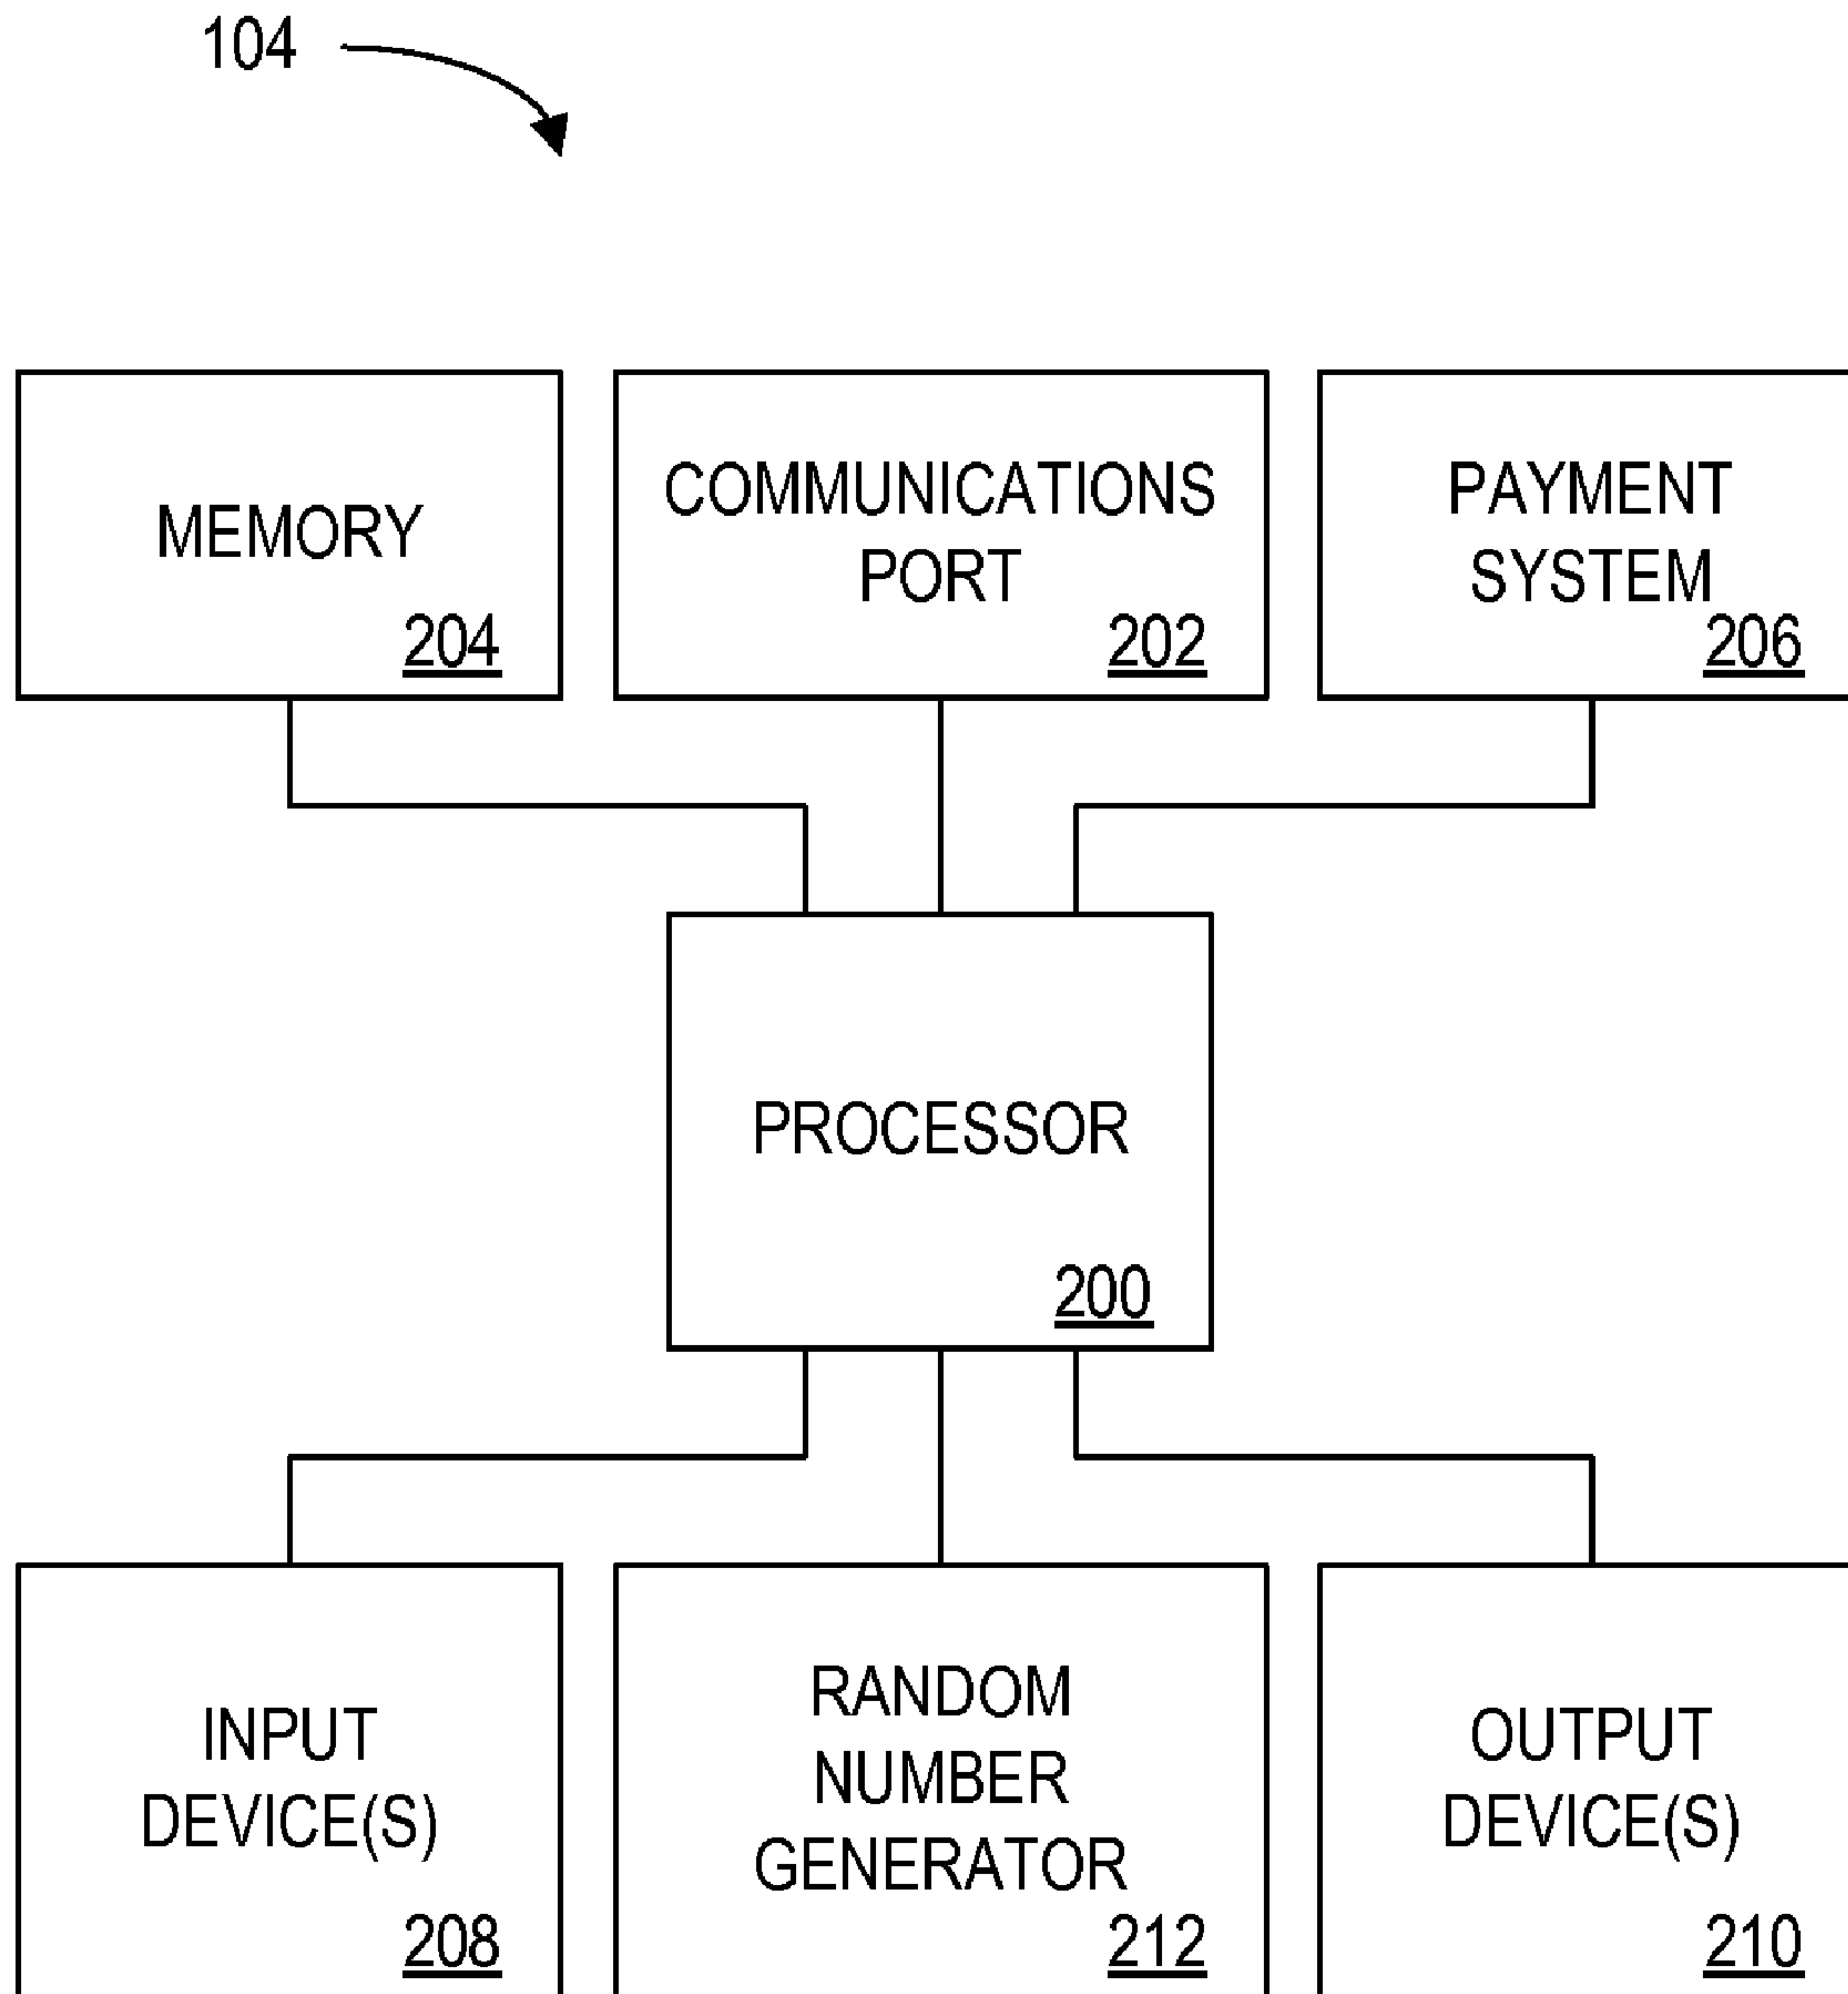 104
MEMORY
204
COMMUNICATIONS
PORT
202
PAYMENT
SYSTEM
206
PROCESSOR
200
INPUT
DEVICE(S)
208
RANDOM
NUMBER
GENERATOR
212
OUTPUT
DEVICE(S)
210